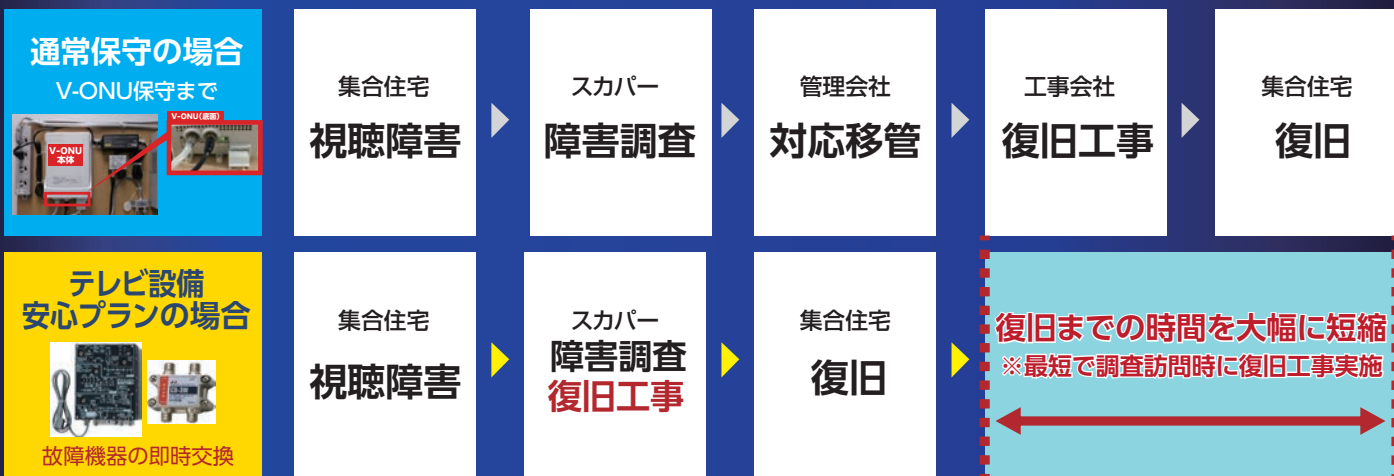 通常保守の場合
V-ONU保守まで
V-ONU(底面)
V-ONU
本体
集合住宅
視聴障害
スカパー
障害調査
管理会社
対応移管
工事会社
復旧工事
集合住宅
復旧
テレビ設備
安心プランの場合
故障機器の即時交換
集合住宅
視聴障害
スカパー
障害調査
復旧工事
集合住宅
復旧
復旧までの時間を大幅に短縮
※最短で調査訪問時に復旧工事実施